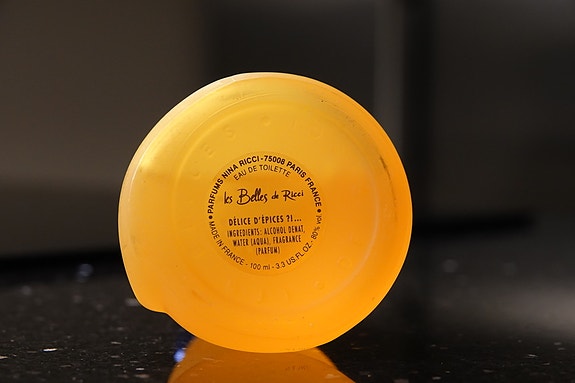 PARFUMS NINA RICCI - 75008 PARIS FRANCE
EAU DE TOILETTE
les Belles de Ricci
DÉLICE D'ÉPICES ?!...
INGREDIENTS: ALCOHOL DENAT,
WATER (AQUA), FRAGRANCE
(PARFUM)
MADE IN FRANCE - 100 ml - 3.3 US.FL.OZ. 80% Vol